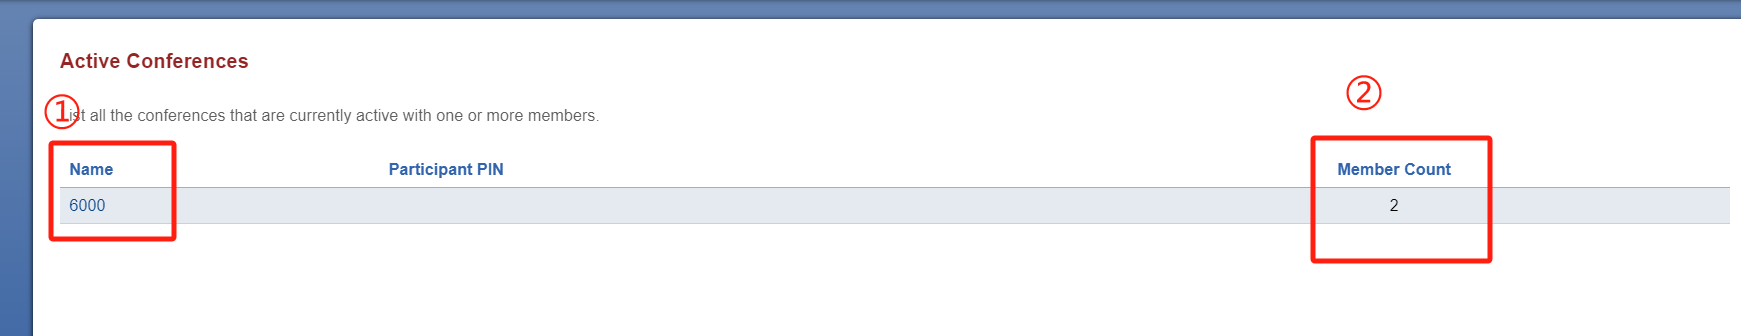 Active Conferences
②
① ist all the conferences that are currently active with one or more members.
Name Participant PIN Member Count
6000 2